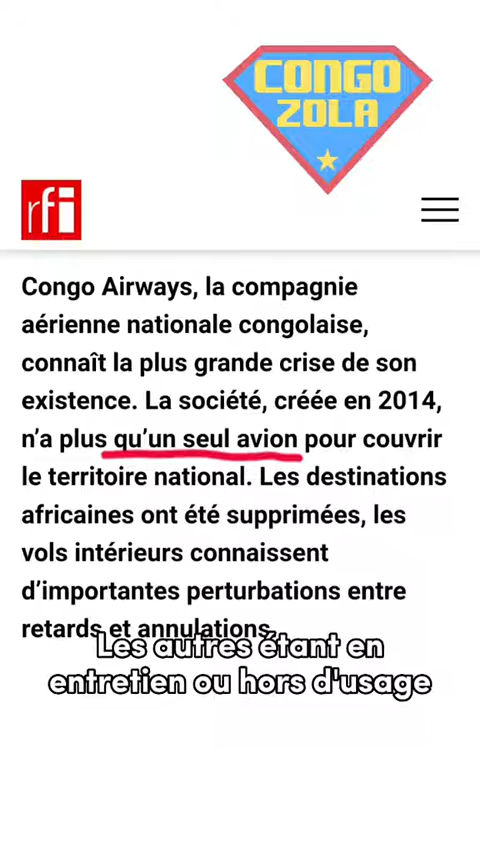 CONGO
ZOLA
rfi
Congo Airways, la compagnie
aérienne nationale congolaise,
connaît la plus grande crise de son
existence. La société, créée en 2014,
n'a plus qu'un seul avion pour couvrir
le territoire national. Les destinations
africaines ont été supprimées, les
vols intérieurs connaissent
d'importantes perturbations entre
retards et annulations.
Les autres étant en
entretien ou hors d'usage